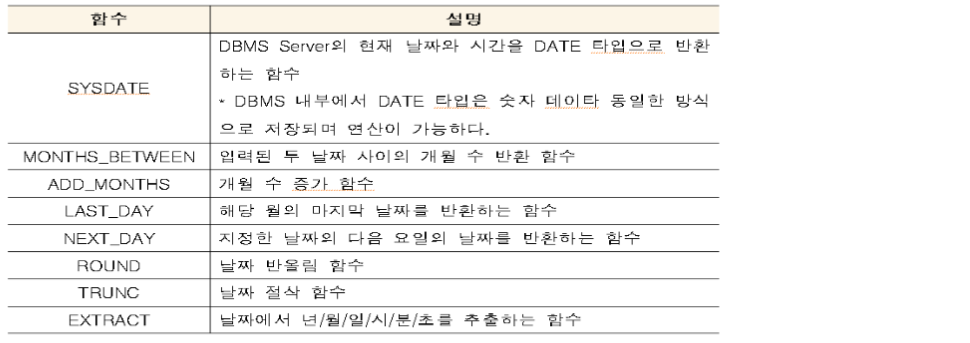 함수 설명
SYSDATE DBMS Server의 현재 날짜와 시간을 DATE 타입으로 반환
하는 함수
* DBMS 내부에서 DATE 타입은 숫자 데이타 동일한 방식
으로 저장되며 연산이 가능하다.
MONTHS_BETWEEN 입력된 두 날짜 사이의 개월 수 반환 함수
ADD_MONTHS 개월 수 증가 함수
LAST_DAY 해당 월의 마지막 날짜를 반환하는 함수
NEXT_DAY 지정한 날짜의 다음 요일의 날짜를 반환하는 함수
ROUND 날짜 반올림 함수
TRUNC 날짜 절삭 함수
EXTRACT 날짜에서 년/월/일/시/분/초를 추출하는 함수